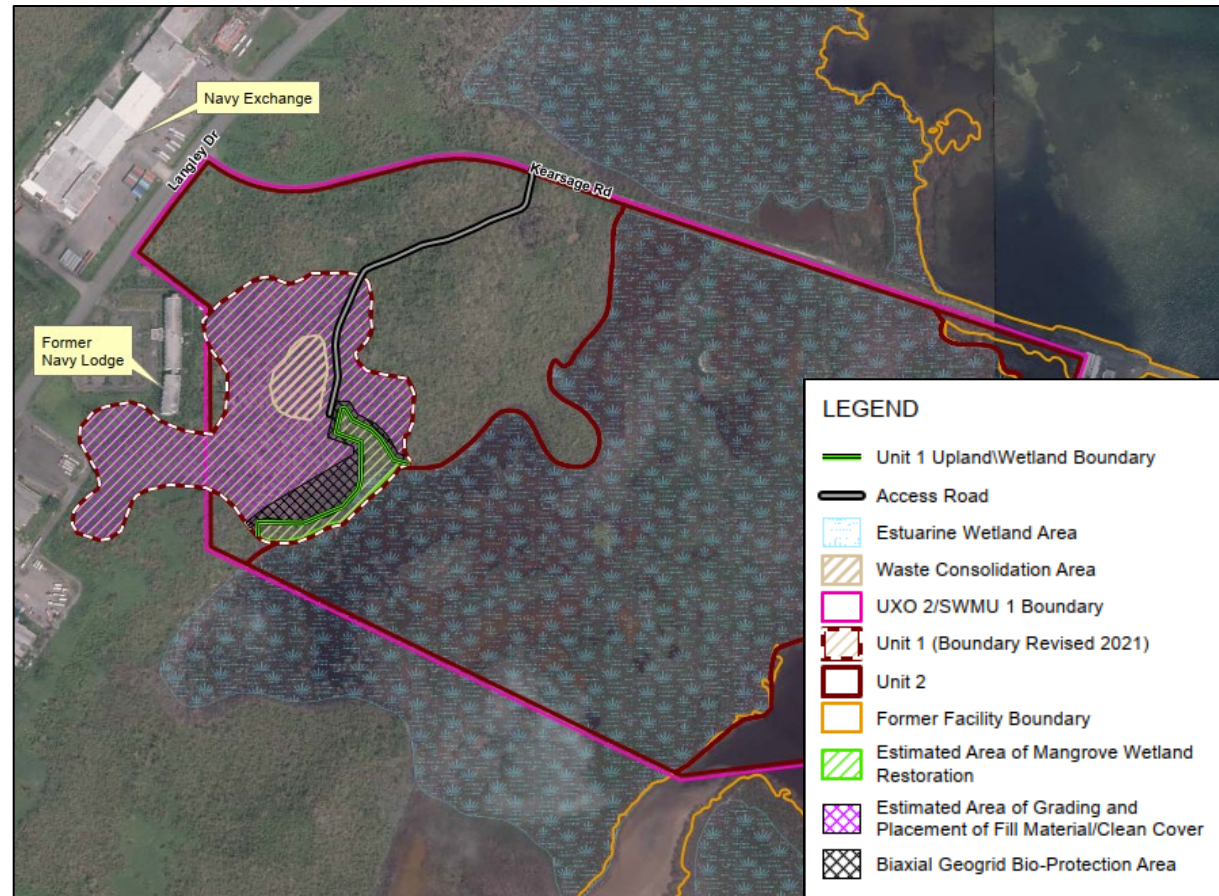 Navy Exchange
Langley Dr
Kearsage Rd
Former
Navy Lodge
LEGEND
Unit 1 Upland\Wetland Boundary
Access Road
Estuarine Wetland Area
Waste Consolidation Area
UXO 2/SWMU 1 Boundary
Unit 1 (Boundary Revised 2021)
Unit 2
Former Facility Boundary
Estimated Area of Mangrove Wetland
Restoration
Estimated Area of Grading and
Placement of Fill Material/Clean Cover
Biaxial Geogrid Bio-Protection Area